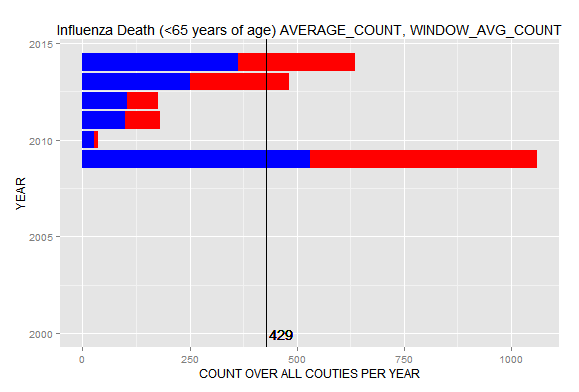 Influenza Death (<65 years of age) AVERAGE_COUNT, WINDOW_AVG_COUNT
2015
2010
YEAR
2005
2000
429
0 250 500 750 1000
COUNT OVER ALL COUTIES PER YEAR